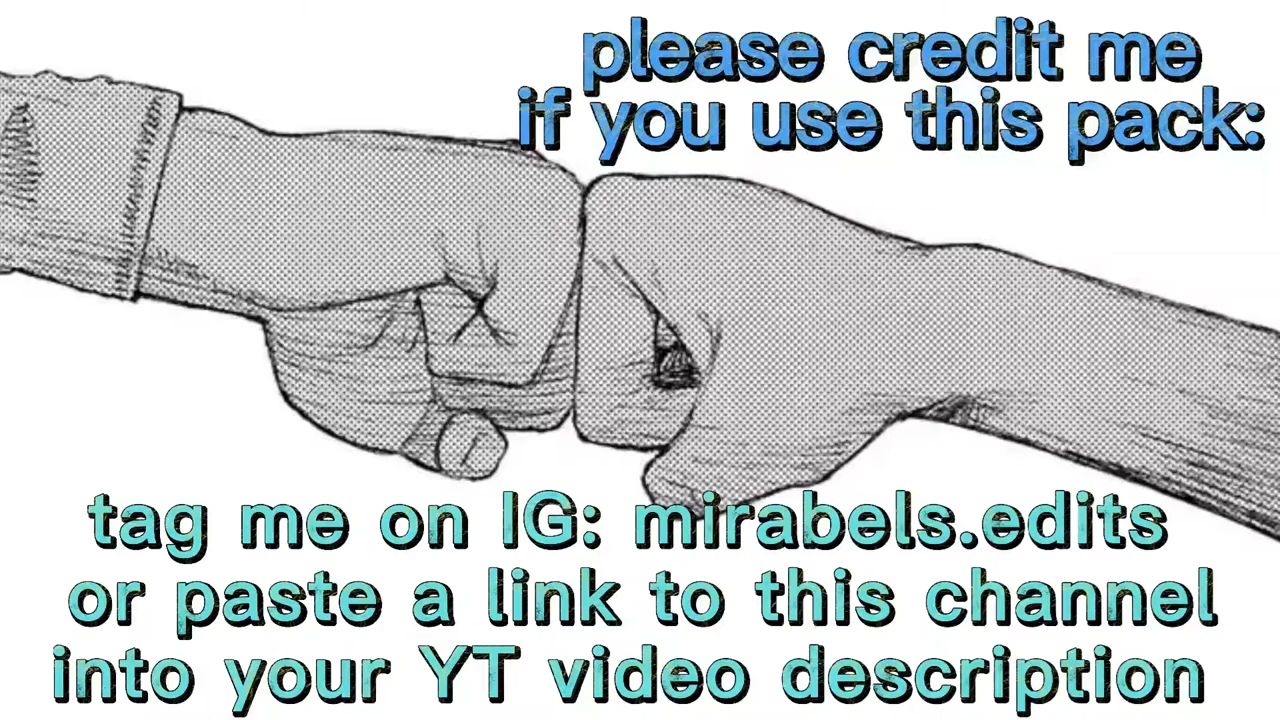 please credit me
if you use this pack:
tag me on IG: mirabels.edits
or paste a link to this channel
into your YT video description